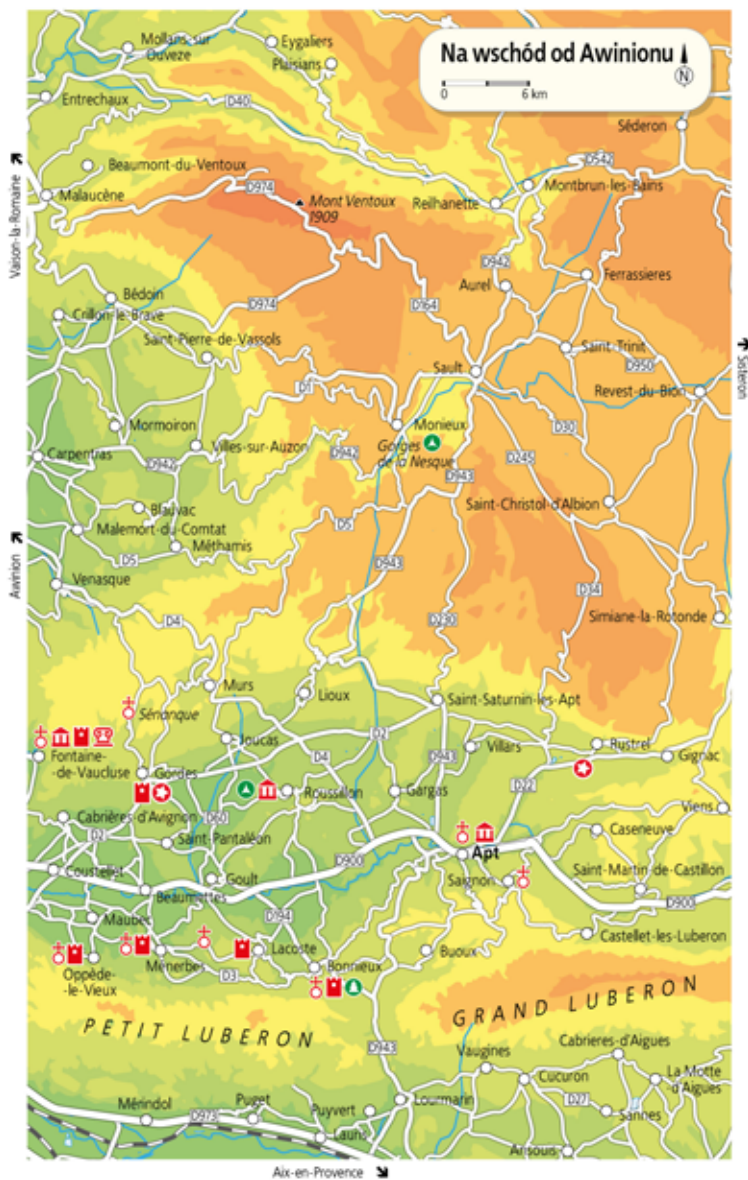 Na wschód od Awinionu
N
0 6 km
Mollans-sur
Ouveze
Eygaliers
Plaisians
Entrechaux
D40
Séderon
D542
Beaumont-du-Ventoux
Malaucène
D974
Mont Ventoux
1909
Reilhanette
Montbrun-les-Bains
Vaison-la-Romaine
D942
Aurel
Ferrassieres
Bédoin
D974
D164
Crillon-le-Brave
Saint-Pierre-de-Vassols
Saint-Trinit
Sault
D950
Sisteron
Revest-du-Bion
D1
Mormoiron
Monieux
D30
Villes-sur-Auzon
Gorges
de la Nesque
Carpentras
D942
D942
D943
D245
Blauvac
Saint-Christol-d'Albion
Malemort-du-Comtat
D5
Méthamis
D5
Awinion
Venasque
D943
D34
D4
D230
Simiane-la-Rotonde
Murs
Lioux
Saint-Saturnin-les-Apt
Sénanque
Joucas
D2
D4
D943
Villars
Rustrel
Fontaine-
-de-Vaucluse
Gordes
Gignac
D22
Roussillon
Gargas
Cabrières-d'Avignon
D60
Viens
D2
Saint-Pantaléon
Caseneuve
D900
Apt
Coustellet
Goult
Saignon
Saint-Martin-de-Castillon
Beaumettes
D900
Maubec
D194
Castellet-les-Luberon
Oppède-
-le-Vieux
Ménerbes
Lacoste
Buoux
D3
Bonnieux
GRAND LUBERON
PETIT LUBERON
D943
Vaugines
Cabrieres-d'Aigues
Cucuron
La Motte
-d'Aigues
Mérindol
D973
Puget
Puyvert
Lourmarin
D27
Sannes
Lauris
Ansouis
Aix-en-Provence